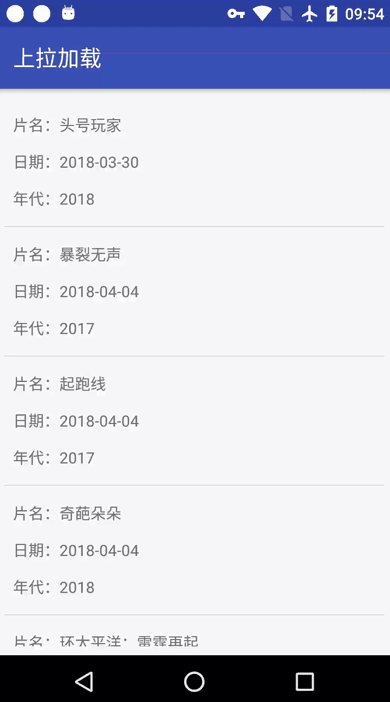 09:54
上拉加载
片名：头号玩家
日期：2018-03-30
年代：2018
片名：暴裂无声
日期：2018-04-04
年代：2017
片名：起跑线
日期：2018-04-04
年代：2017
片名：奇葩朵朵
日期：2018-04-04
年代：2018
片名：环太平洋：雷霆再起